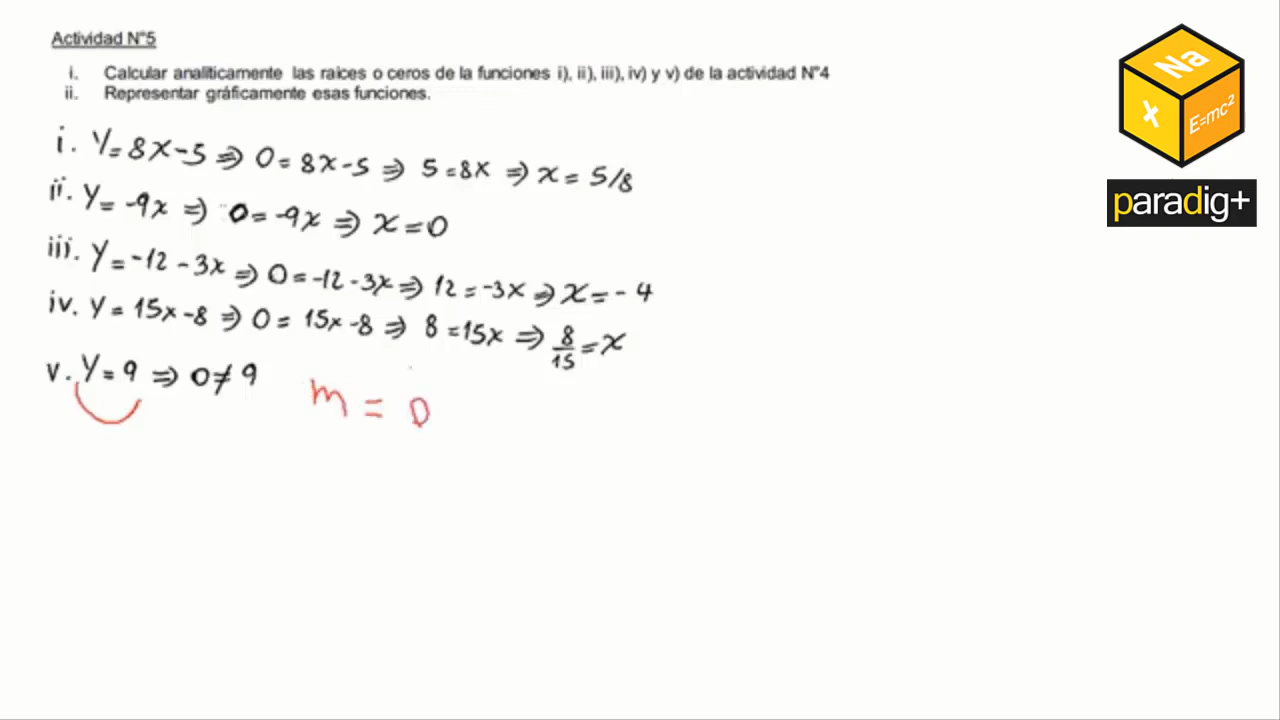 Actividad N°5
i. Calcular analíticamente las raíces o ceros de la funciones i), ii), iii), iv) y v) de la actividad N°4
ii. Representar gráficamente esas funciones.
i. Y = 8x - 5 ⇒ 0 = 8x - 5 ⇒ 5 = 8x ⇒ x = 5/8
ii. Y = -9x ⇒ 0 = -9x ⇒ x = 0
iii. Y = -12 - 3x ⇒ 0 = -12 - 3x ⇒ 12 = -3x ⇒ x = -4
iv. Y = 15x - 8 ⇒ 0 = 15x - 8 ⇒ 8 = 15x ⇒ 8/15 = x
v. Y = 9 ⇒ 0 ≠ 9 m = 0
Na
x E=mc²
paradig+